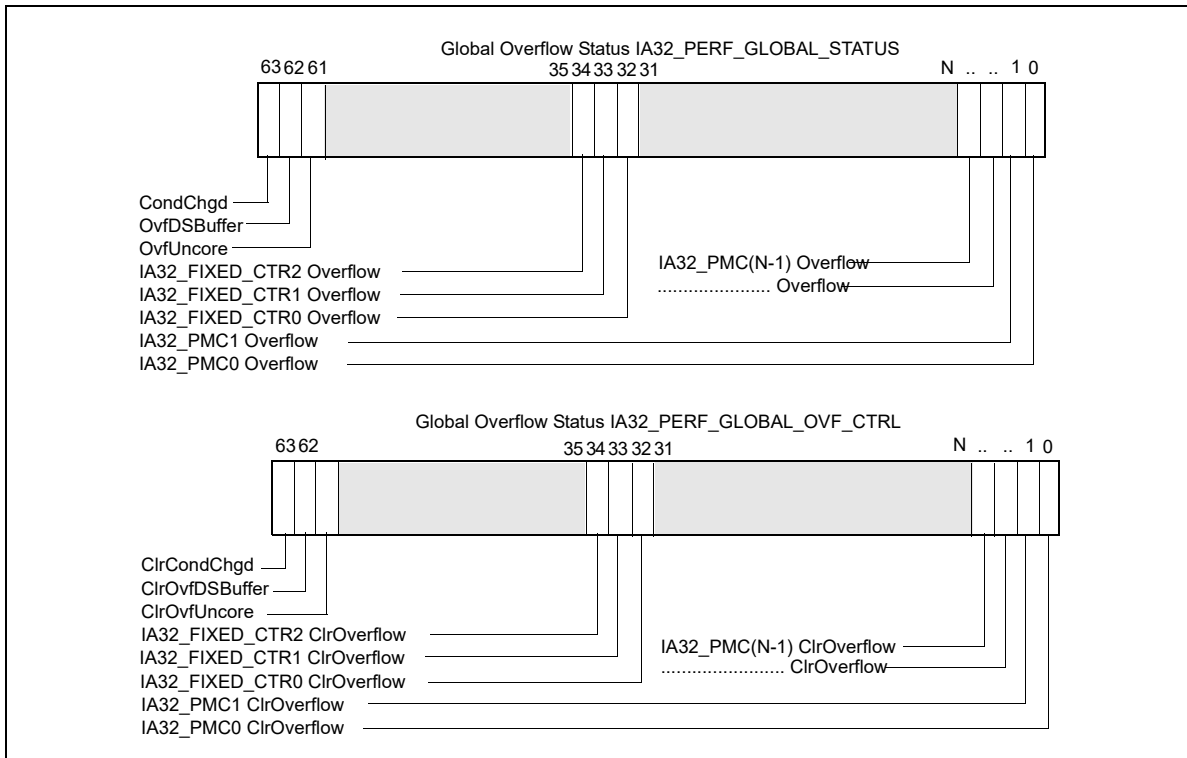 Global Overflow Status IA32_PERF_GLOBAL_STATUS
63 62 61 35 34 33 32 31 N .. .. 1 0
CondChgd
OvfDSBuffer
OvfUncore
IA32_FIXED_CTR2 Overflow
IA32_FIXED_CTR1 Overflow
IA32_FIXED_CTR0 Overflow
IA32_PMC1 Overflow
IA32_PMC0 Overflow
IA32_PMC(N-1) Overflow
...................... Overflow
Global Overflow Status IA32_PERF_GLOBAL_OVF_CTRL
63 62 35 34 33 32 31 N .. .. 1 0
ClrCondChgd
ClrOvfDSBuffer
ClrOvfUncore
IA32_FIXED_CTR2 ClrOverflow
IA32_FIXED_CTR1 ClrOverflow
IA32_FIXED_CTR0 ClrOverflow
IA32_PMC1 ClrOverflow
IA32_PMC0 ClrOverflow
IA32_PMC(N-1) ClrOverflow
........................ ClrOverflow